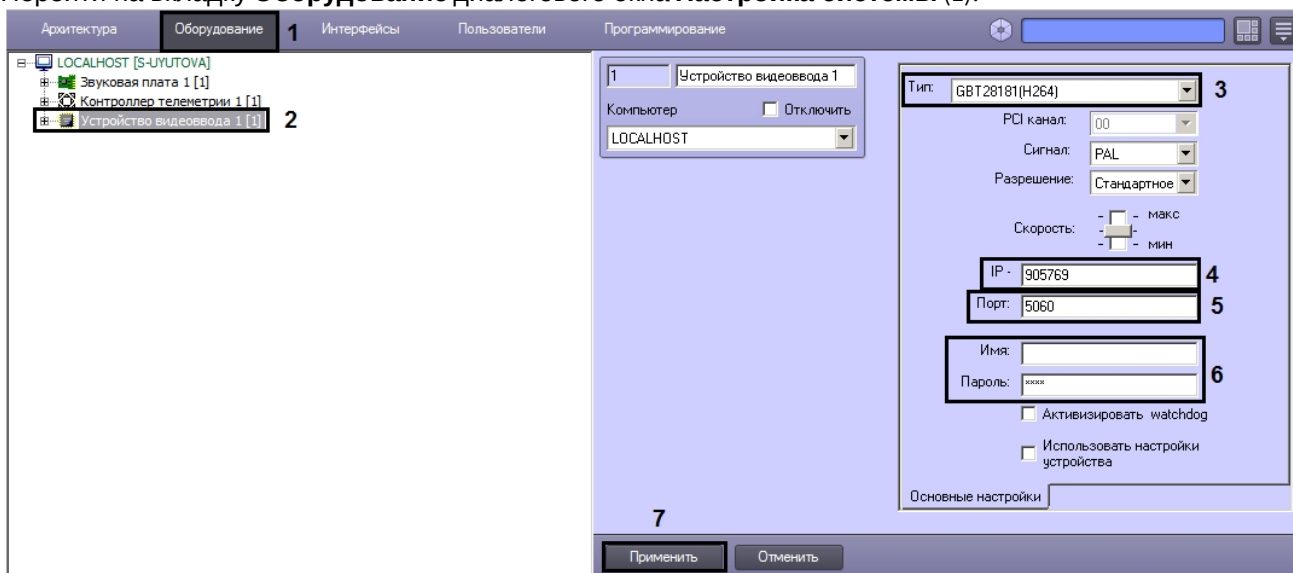 Перейти на вкладку Оборудование диалогового окна Настройка системы (1).
Архитектура Оборудование 1 Интерфейсы Пользователи Программирование
LOCALHOST [S-UYUTOVA]
Звуковая плата 1 [1]
Контроллер телеметрии 1 [1]
Устройство видеоввода 1 [1] 2
1 Устройство видеоввода 1
Компьютер Отключить
LOCALHOST
Тип: GBT28181(H264) 3
PCI канал: 00
Сигнал: PAL
Разрешение: Стандартное
- макс
Скорость:
- мин
IP - 905769 4
Порт: 5060 5
Имя:
6
Пароль: ××××
Активизировать watchdog
Использовать настройки
устройства
Основные настройки
7
Применить Отменить